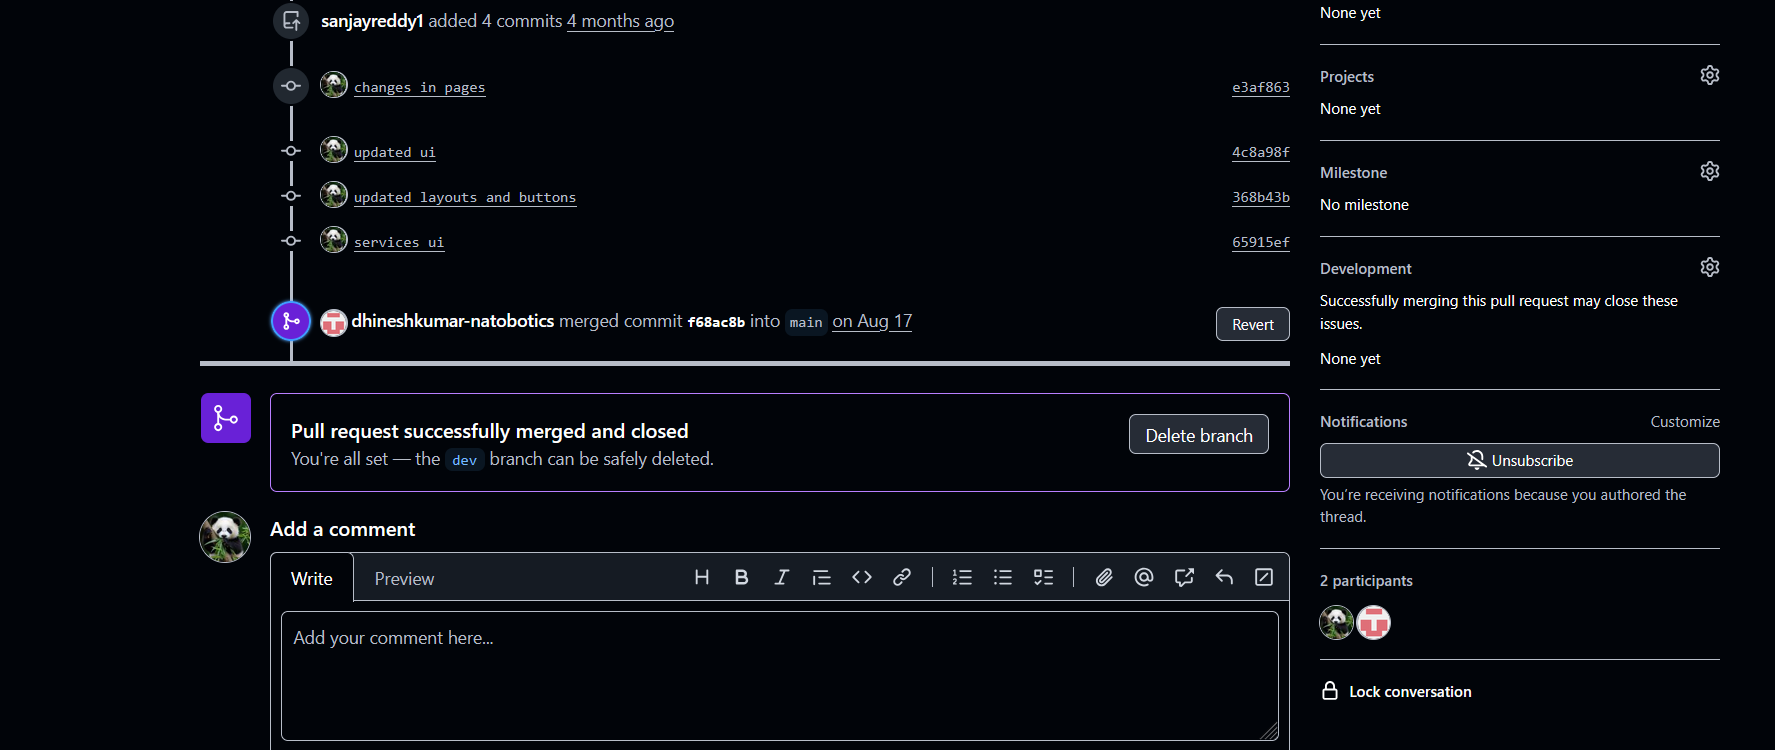 sanjayreddy1 added 4 commits 4 months ago
changes in pages e3af863
updated ui 4c8a98f
updated layouts and buttons 368b43b
services ui 65915ef
dhineshkumar-natobotics merged commit f68ac8b into main on Aug 17 Revert
Pull request successfully merged and closed
You're all set — the dev branch can be safely deleted.
Delete branch
Add a comment
Write Preview
Add your comment here...
None yet
Projects
None yet
Milestone
No milestone
Development
Successfully merging this pull request may close these
issues.
None yet
Notifications Customize
Unsubscribe
You’re receiving notifications because you authored the
thread.
2 participants
Lock conversation